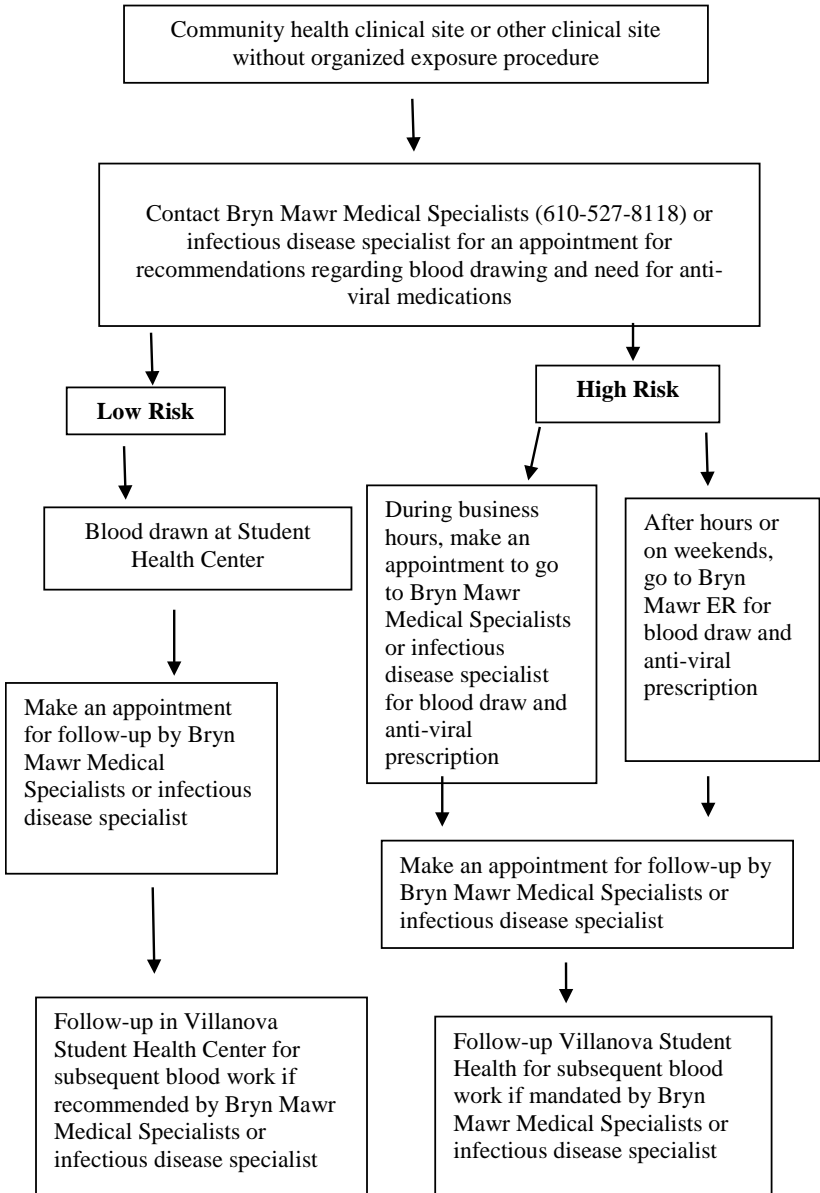 Community health clinical site or other clinical site
without organized exposure procedure
Contact Bryn Mawr Medical Specialists (610-527-8118) or
infectious disease specialist for an appointment for
recommendations regarding blood drawing and need for anti-
viral medications
Low Risk
High Risk
Blood drawn at Student
Health Center
During business
hours, make an
appointment to go
to Bryn Mawr
Medical Specialists
or infectious
disease specialist
for blood draw and
anti-viral
prescription
After hours or
on weekends,
go to Bryn
Mawr ER for
blood draw and
anti-viral
prescription
Make an appointment
for follow-up by Bryn
Mawr Medical
Specialists or infectious
disease specialist
Make an appointment for follow-up by
Bryn Mawr Medical Specialists or
infectious disease specialist
Follow-up in Villanova
Student Health Center for
subsequent blood work if
recommended by Bryn Mawr
Medical Specialists or
infectious disease specialist
Follow-up Villanova Student
Health for subsequent blood
work if mandated by Bryn
Mawr Medical Specialists or
infectious disease specialist